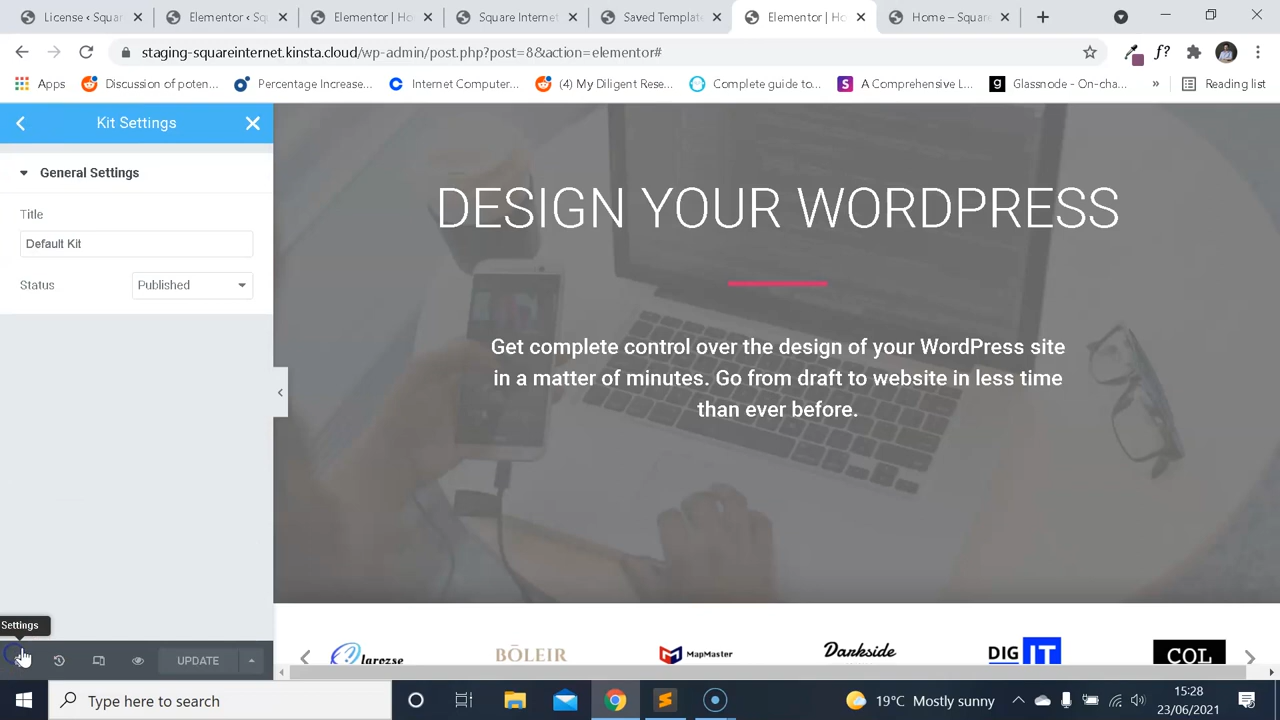 License ‹ Squa
Elementor ‹ Sq
Elementor | Ho
Square Internet
Saved Template
Elementor | Ho
Home – Square
staging-squareinternet.kinsta.cloud/wp-admin/post.php?post=8&action=elementor#
f?
Apps
Discussion of poten...
Percentage Increase...
Internet Computer...
(4) My Diligent Rese...
Complete guide to...
A Comprehensive L...
Glassnode - On-cha...
»
Reading list
Kit Settings
General Settings
Title
Default Kit
Status
Published
DESIGN YOUR WORDPRESS
Get complete control over the design of your WordPress site
in a matter of minutes. Go from draft to website in less time
than ever before.
Settings
UPDATE
Larozse
BŌLEIR
MapMaster
Darkside
DIG IT
COL
Type here to search
19°C Mostly sunny
15:28
23/06/2021